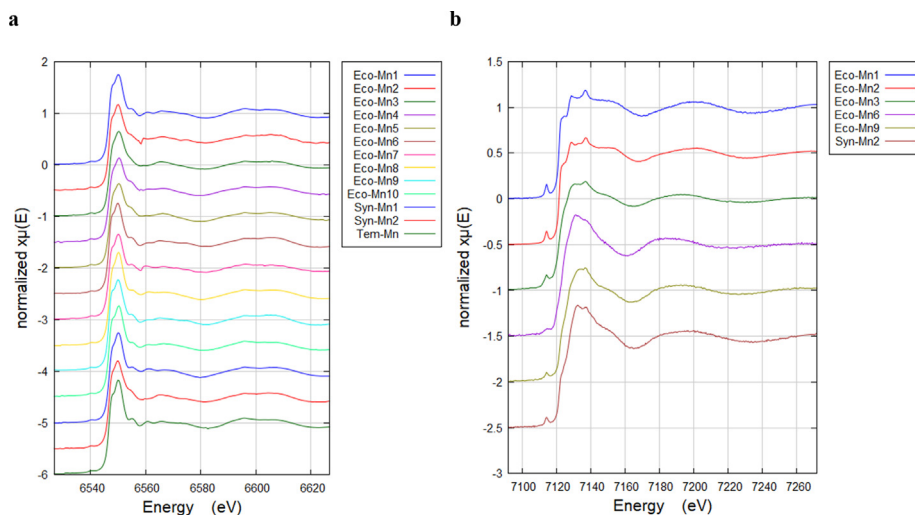 a
normalized xμ(E)
1
0
-1
-2
-3
-4
-5
-6
6540
6560
6580
6600
6620
Energy (eV)
Eco-Mn1
Eco-Mn2
Eco-Mn3
Eco-Mn4
Eco-Mn5
Eco-Mn6
Eco-Mn7
Eco-Mn8
Eco-Mn9
Eco-Mn10
Syn-Mn1
Syn-Mn2
Tem-Mn
b
normalized xμ(E)
1.5
1
0.5
0
-0.5
-1
-1.5
-2
-2.5
-3
7100
7120
7140
7160
7180
7200
7220
7240
7260
Energy (eV)
Eco-Mn1
Eco-Mn2
Eco-Mn3
Eco-Mn6
Eco-Mn9
Syn-Mn2